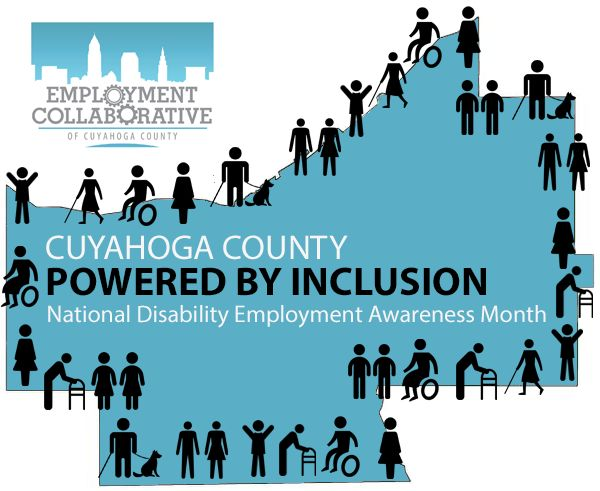 EMPLOYMENT
COLLABORATIVE
OF CUYAHOGA COUNTY
CUYAHOGA COUNTY
POWERED BY INCLUSION
National Disability Employment Awareness Month